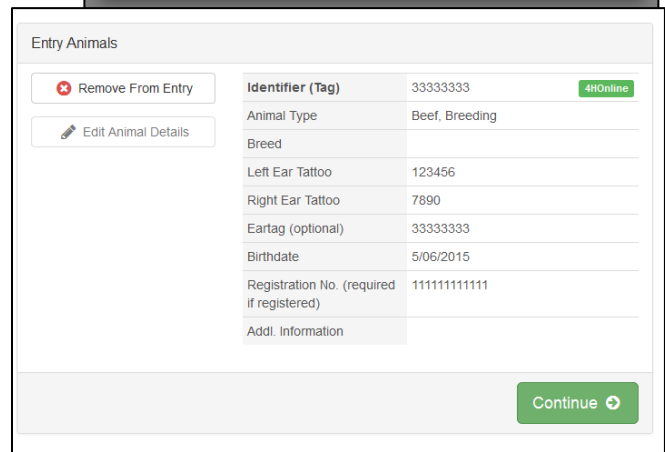 Entry Animals
Remove From Entry
Edit Animal Details
Identifier (Tag) 33333333 4HOnline
Animal Type Beef, Breeding
Breed
Left Ear Tattoo 123456
Right Ear Tattoo 7890
Eartag (optional) 33333333
Birthdate 5/06/2015
Registration No. (required 111111111111
if registered)
Addl. Information
Continue